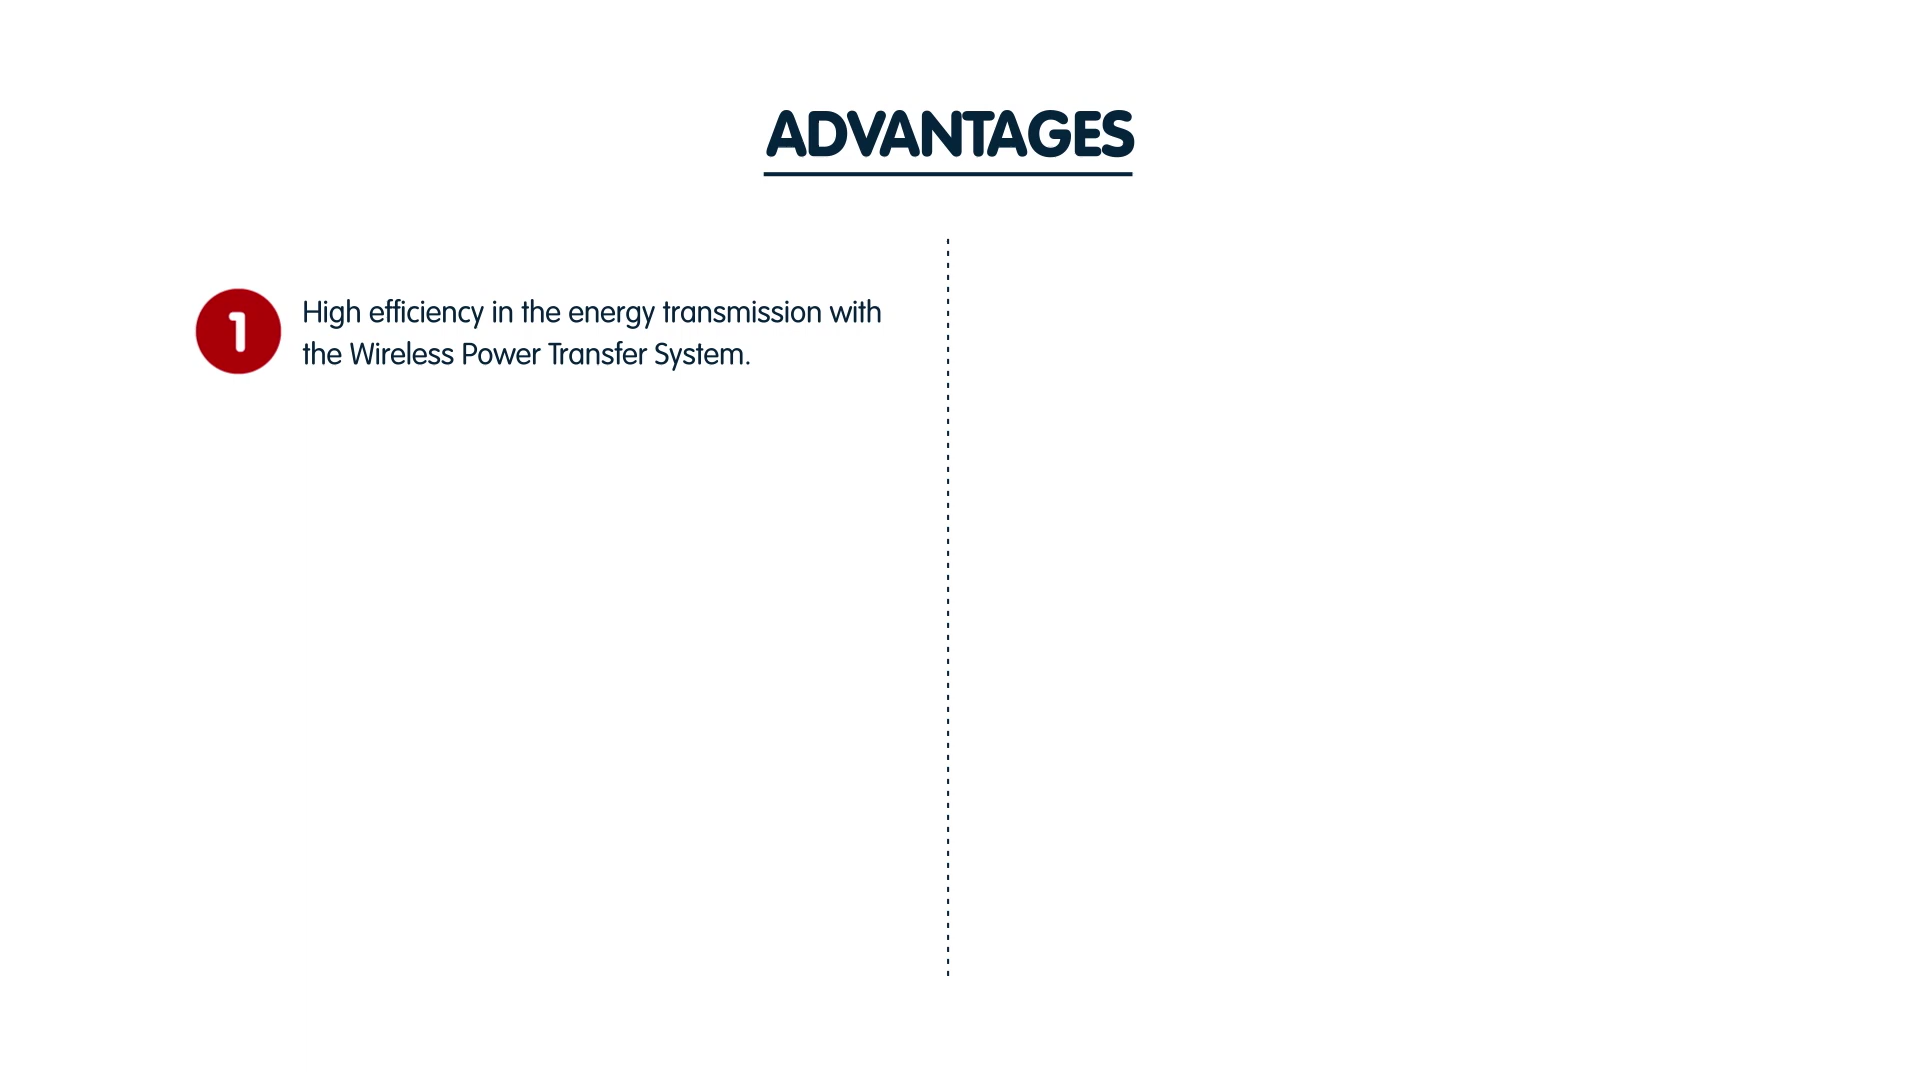 ADVANTAGES
1
High efficiency in the energy transmission with
the Wireless Power Transfer System.